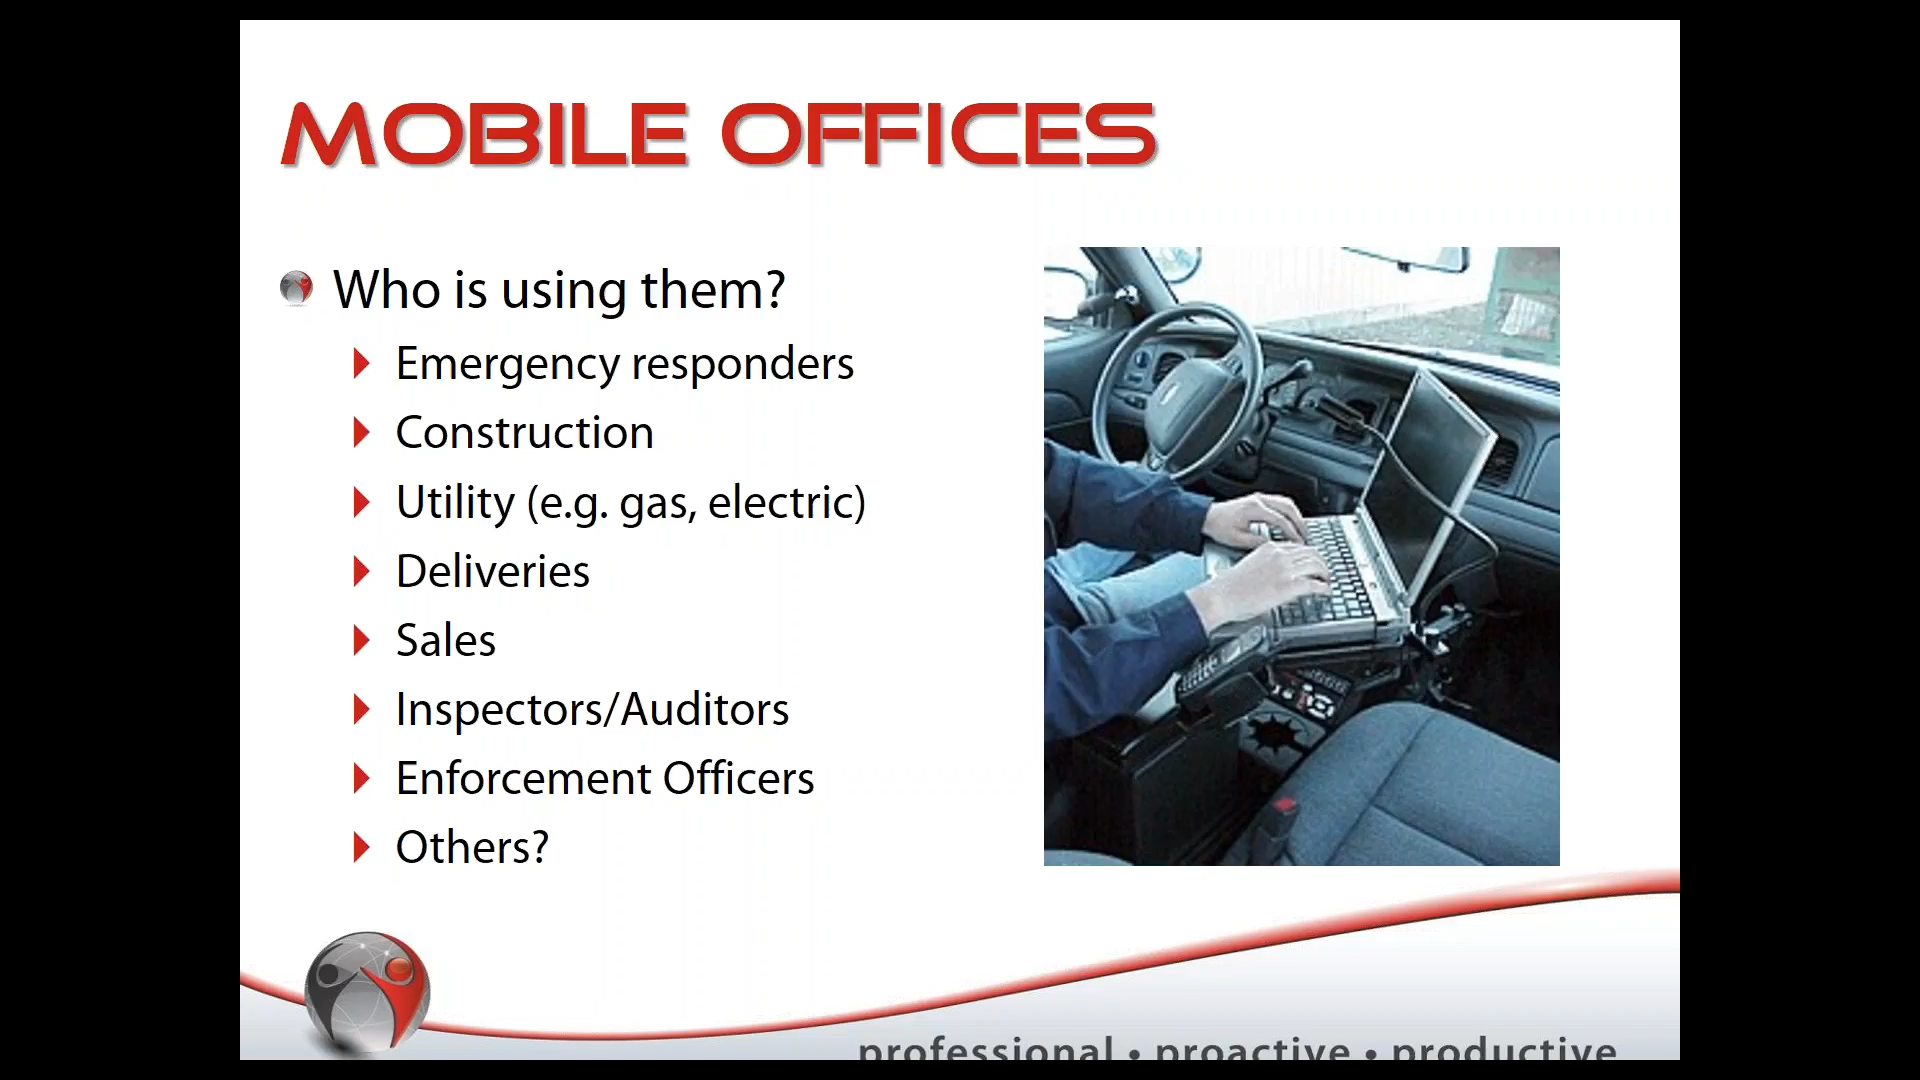 MOBILE OFFICES
Who is using them?
Emergency responders
Construction
Utility (e.g. gas, electric)
Deliveries
Sales
Inspectors/Auditors
Enforcement Officers
Others?
professional • proactive • productive